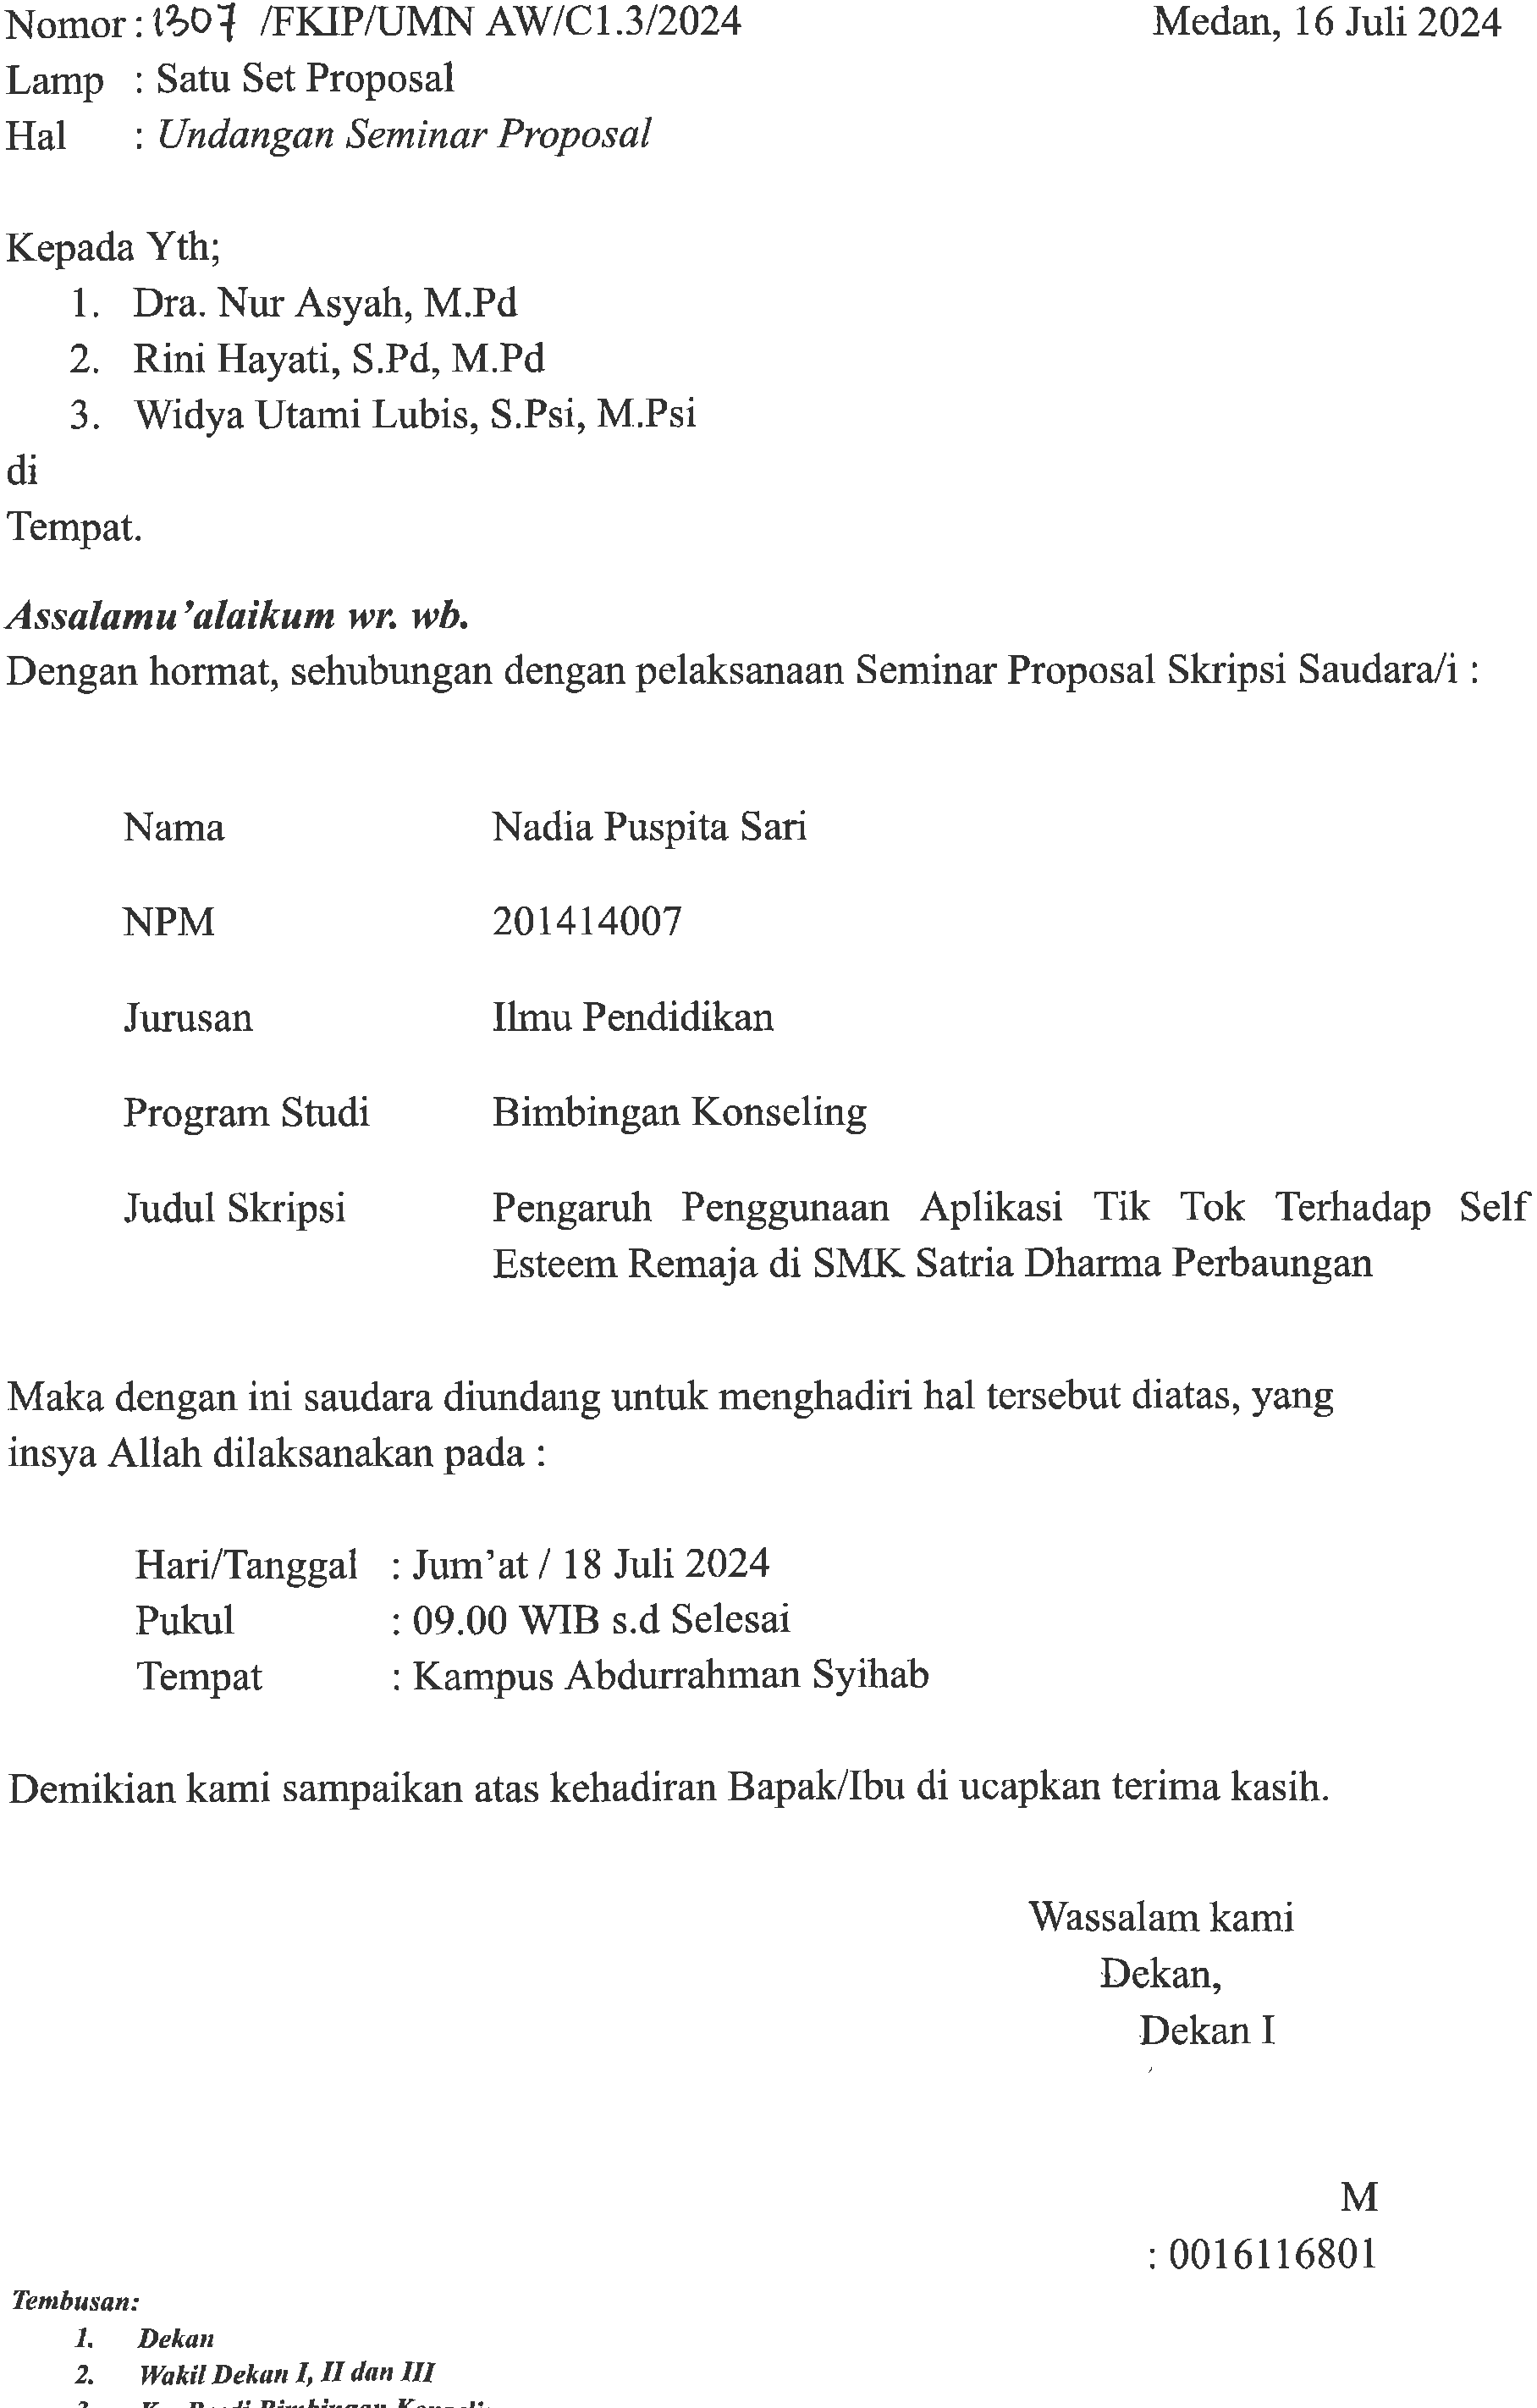 Nomor : 1307 /FKIP/UMN AW/C1.3/2024 Medan, 16 Juli 2024
Lamp : Satu Set Proposal
Hal : Undangan Seminar Proposal
Kepada Yth;
1. Dra. Nur Asyah, M.Pd
2. Rini Hayati, S.Pd, M.Pd
3. Widya Utami Lubis, S.Psi, M.Psi
di
Tempat.
Assalamu'alaikum wr. wb.
Dengan hormat, sehubungan dengan pelaksanaan Seminar Proposal Skripsi Saudara/i :
Nama Nadia Puspita Sari
NPM 201414007
Jurusan Ilmu Pendidikan
Program Studi Bimbingan Konseling
Judul Skripsi Pengaruh Penggunaan Aplikasi Tik Tok Terhadap Self
Esteem Remaja di SMK Satria Dharma Perbaungan
Maka dengan ini saudara diundang untuk menghadiri hal tersebut diatas, yang
insya Allah dilaksanakan pada :
Hari/Tanggal : Jum'at / 18 Juli 2024
Pukul : 09.00 WIB s.d Selesai
Tempat : Kampus Abdurrahman Syihab
Demikian kami sampaikan atas kehadiran Bapak/Ibu di ucapkan terima kasih.
Wassalam kami
Dekan,
Dekan I
M
: 0016116801
Tembusan:
1. Dekan
2. Wakil Dekan I, II dan III